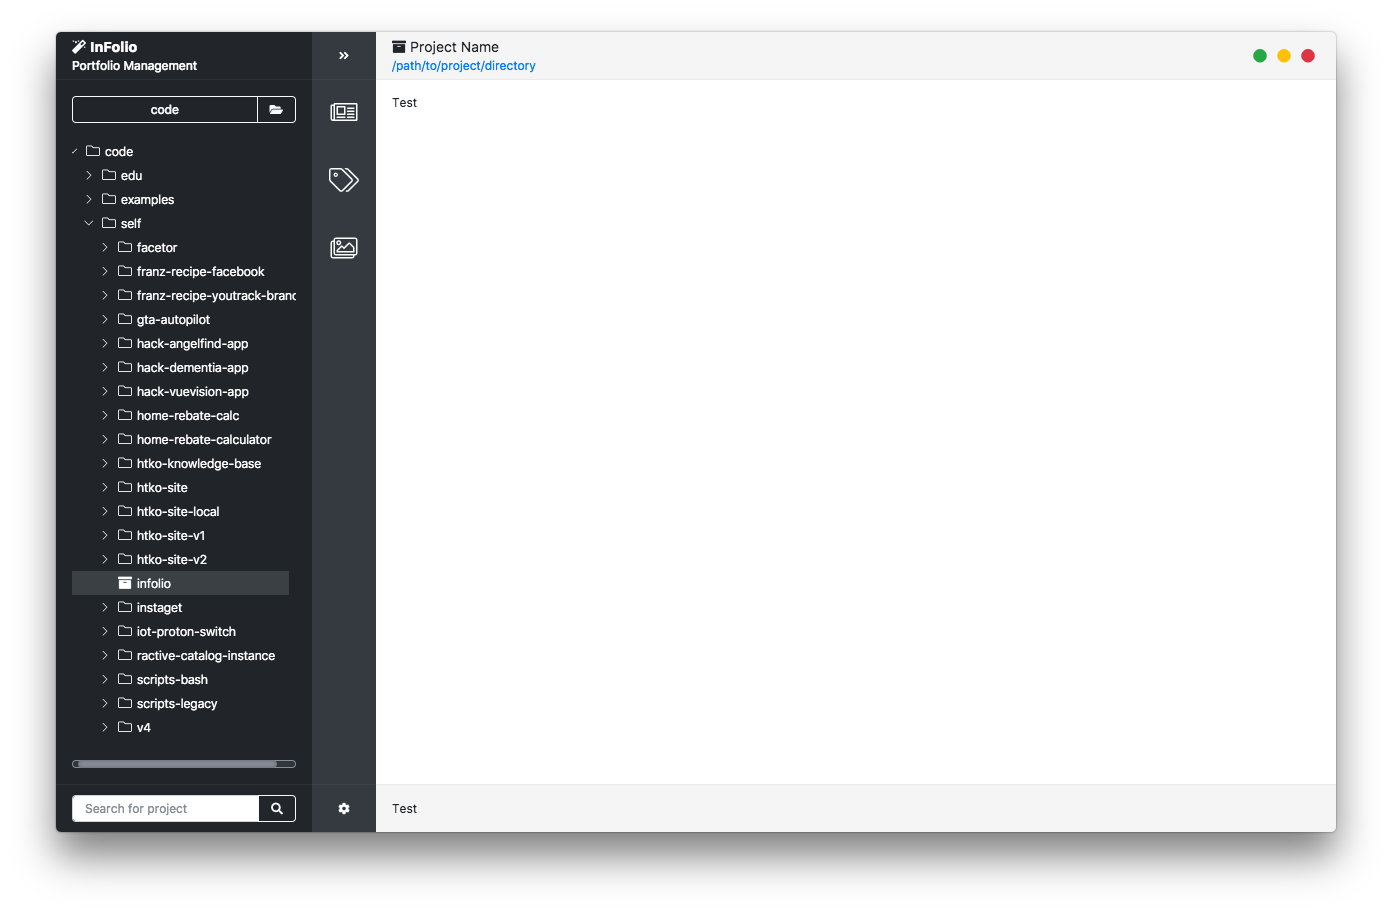 InFolio
Portfolio Management
code
code
edu
examples
self
facetor
franz-recipe-facebook
franz-recipe-youtrack-branc
gta-autopilot
hack-angelfind-app
hack-dementia-app
hack-vuevision-app
home-rebate-calc
home-rebate-calculator
htko-knowledge-base
htko-site
htko-site-local
htko-site-v1
htko-site-v2
infolio
instaget
iot-proton-switch
ractive-catalog-instance
scripts-bash
scripts-legacy
v4
Search for project
Project Name
/path/to/project/directory
Test
Test